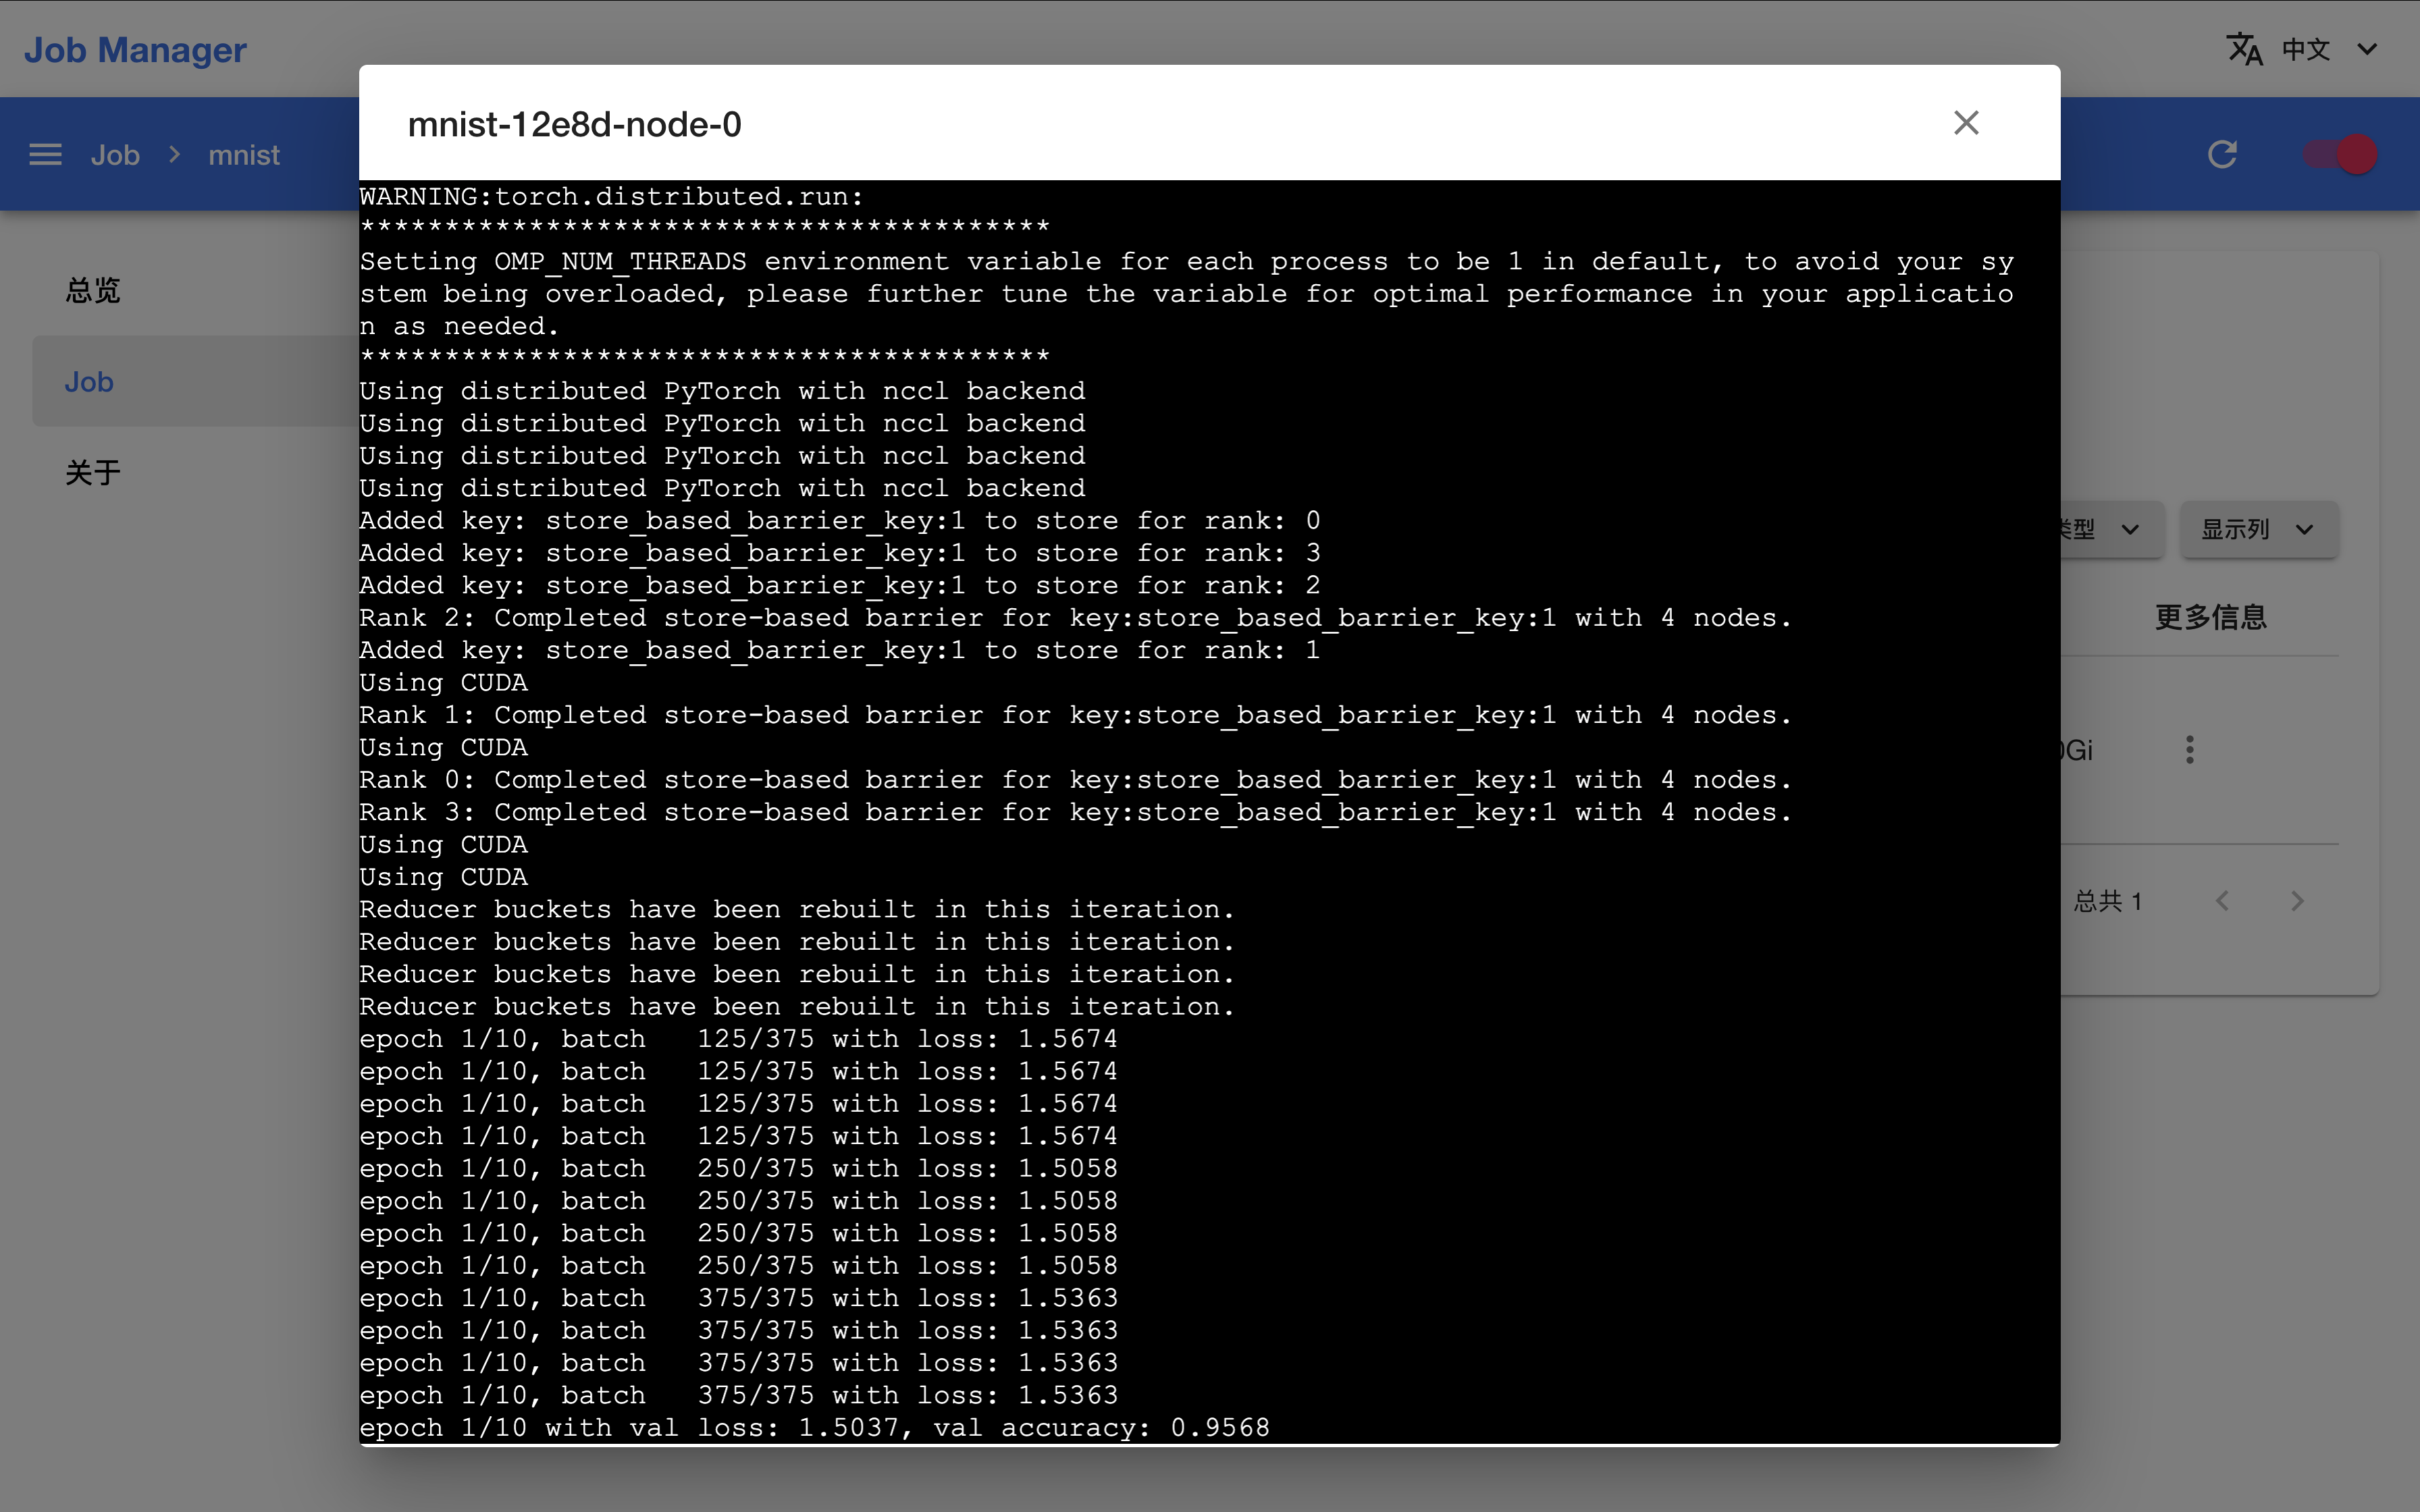 Job Manager
中文
mnist-12e8d-node-0
Job
mnist
总览
Job
关于
WARNING:torch.distributed.run:
*****************************************
Setting OMP_NUM_THREADS environment variable for each process to be 1 in default, to avoid your sy
stem being overloaded, please further tune the variable for optimal performance in your applicatio
n as needed.
*****************************************
Using distributed PyTorch with nccl backend
Using distributed PyTorch with nccl backend
Using distributed PyTorch with nccl backend
Using distributed PyTorch with nccl backend
Added key: store_based_barrier_key:1 to store for rank: 0
Added key: store_based_barrier_key:1 to store for rank: 3
Added key: store_based_barrier_key:1 to store for rank: 2
Rank 2: Completed store-based barrier for key:store_based_barrier_key:1 with 4 nodes.
Added key: store_based_barrier_key:1 to store for rank: 1
Using CUDA
Rank 1: Completed store-based barrier for key:store_based_barrier_key:1 with 4 nodes.
Using CUDA
Rank 0: Completed store-based barrier for key:store_based_barrier_key:1 with 4 nodes.
Rank 3: Completed store-based barrier for key:store_based_barrier_key:1 with 4 nodes.
Using CUDA
Using CUDA
Reducer buckets have been rebuilt in this iteration.
Reducer buckets have been rebuilt in this iteration.
Reducer buckets have been rebuilt in this iteration.
Reducer buckets have been rebuilt in this iteration.
epoch 1/10, batch   125/375 with loss: 1.5674
epoch 1/10, batch   125/375 with loss: 1.5674
epoch 1/10, batch   125/375 with loss: 1.5674
epoch 1/10, batch   125/375 with loss: 1.5674
epoch 1/10, batch   250/375 with loss: 1.5058
epoch 1/10, batch   250/375 with loss: 1.5058
epoch 1/10, batch   250/375 with loss: 1.5058
epoch 1/10, batch   250/375 with loss: 1.5058
epoch 1/10, batch   375/375 with loss: 1.5363
epoch 1/10, batch   375/375 with loss: 1.5363
epoch 1/10, batch   375/375 with loss: 1.5363
epoch 1/10, batch   375/375 with loss: 1.5363
epoch 1/10 with val loss: 1.5037, val accuracy: 0.9568
类型
显示列
更多信息
0Gi
总共 1